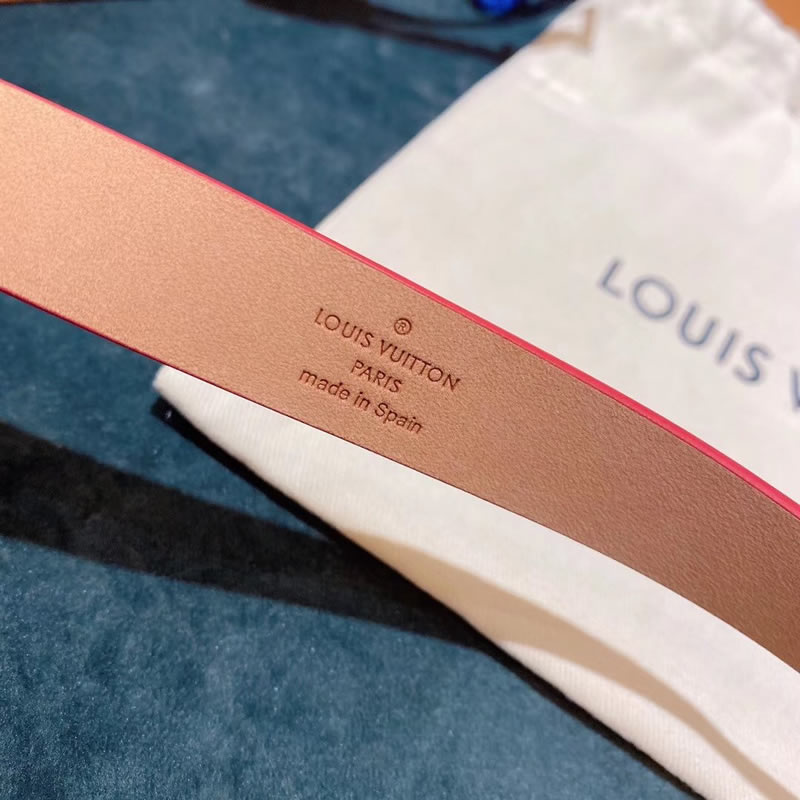 ®
LOUIS VUITTON
PARIS
made in Spain
LOUIS V